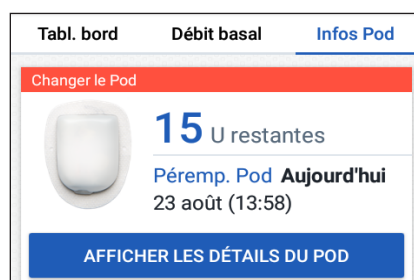 Tabl. bord Débit basal Infos Pod
Changer le Pod
15 U restantes
Péremp. Pod Aujourd'hui
23 août (13:58)
AFFICHER LES DÉTAILS DU POD